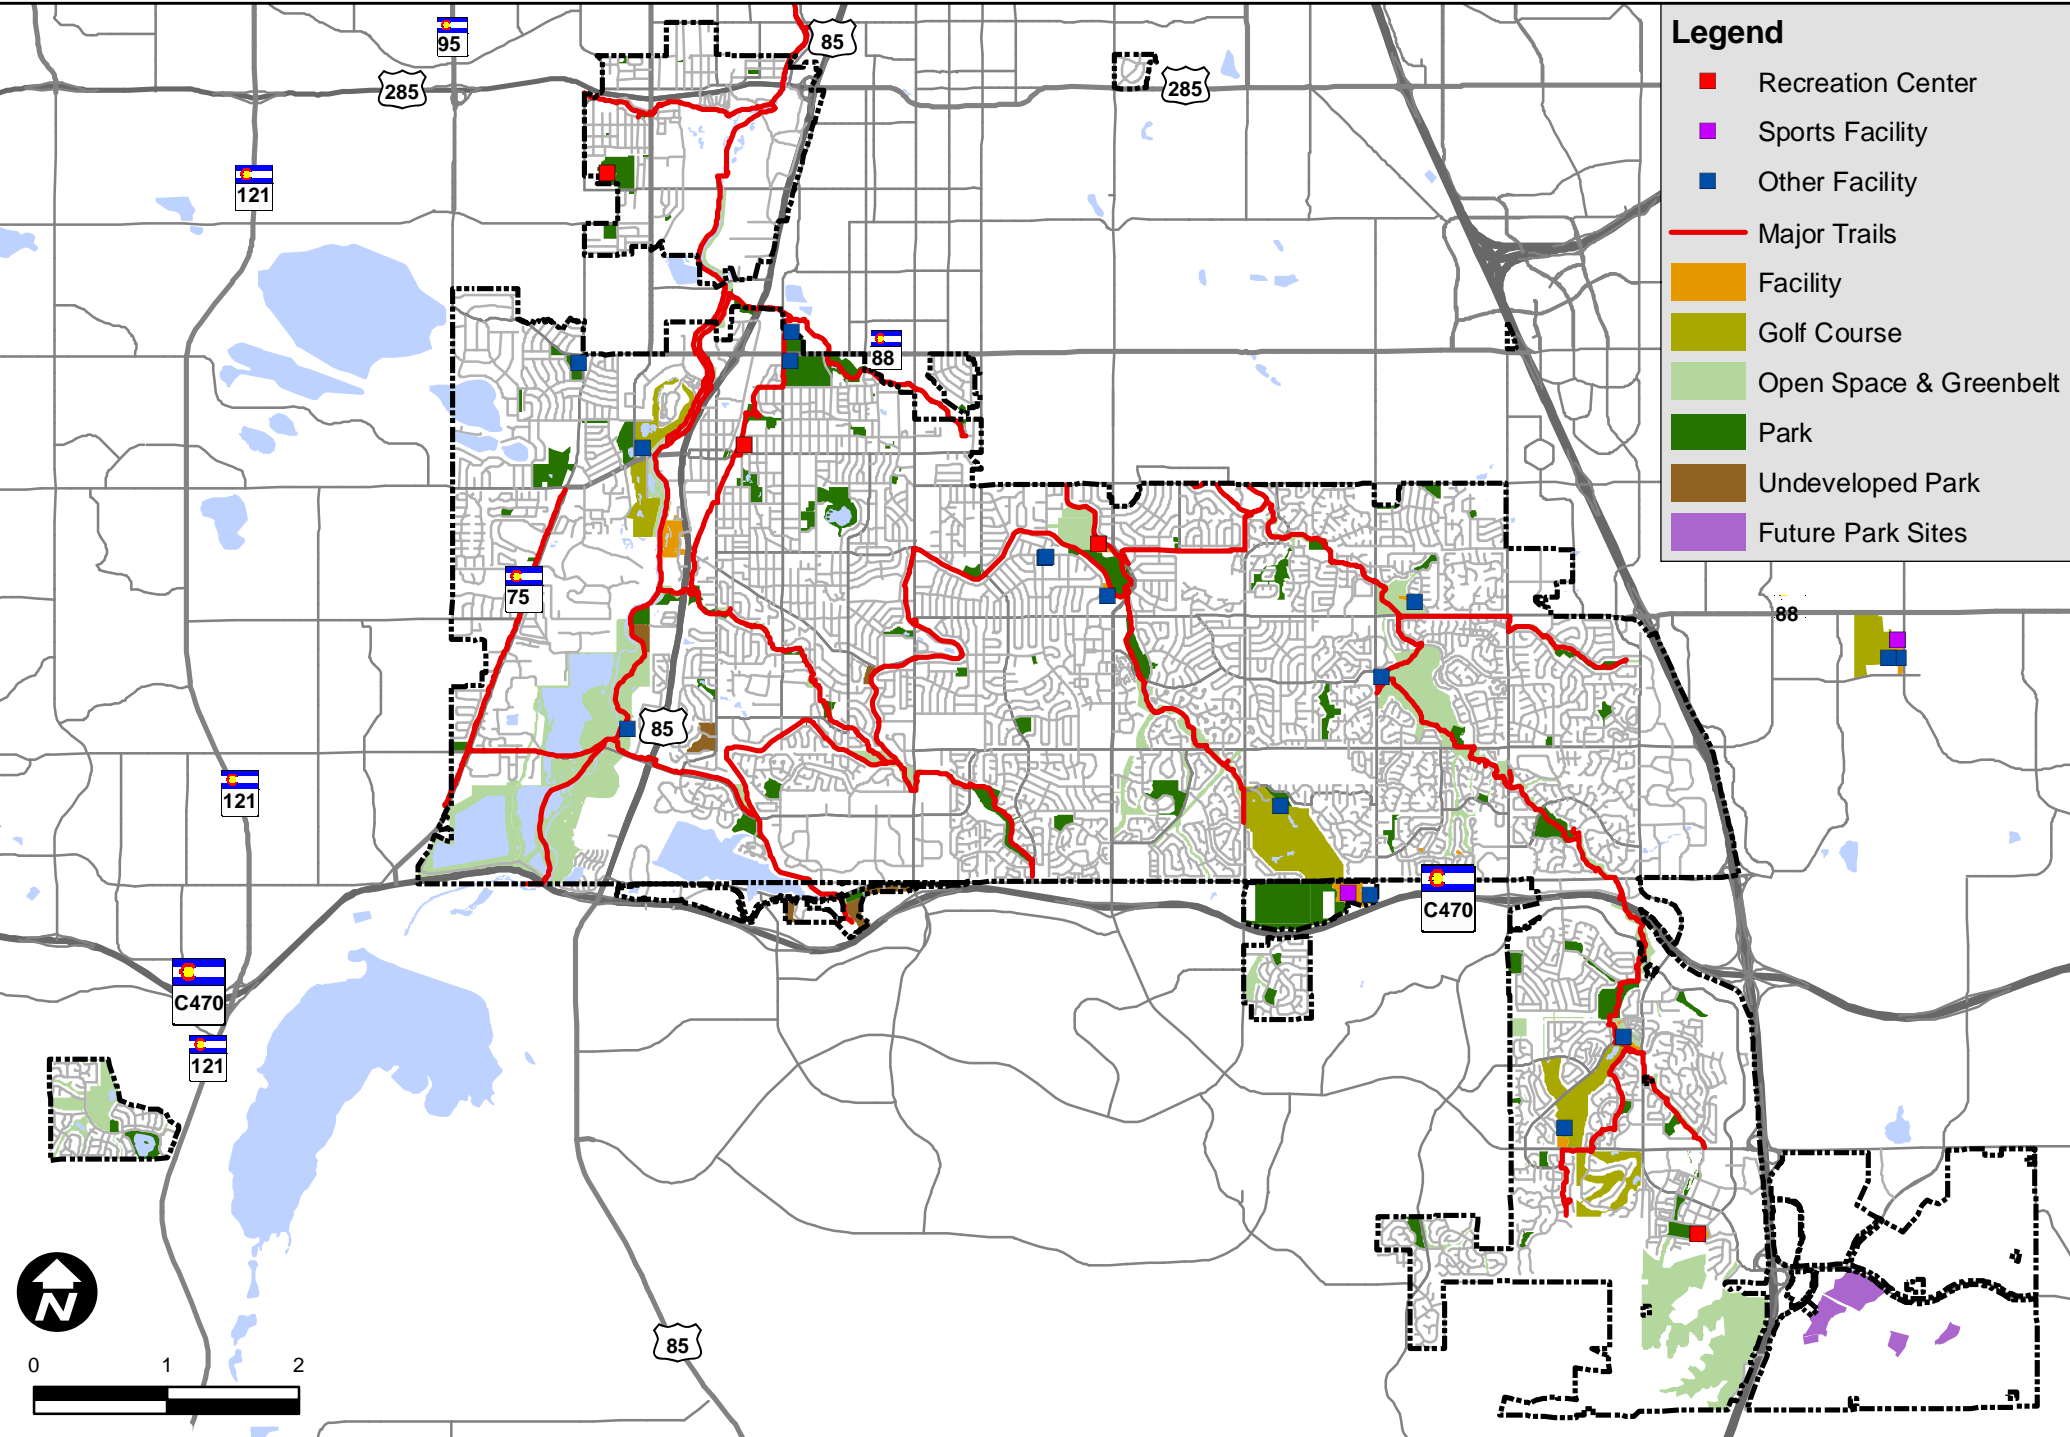 95
85
285
285
121
88
75
85
88
121
C470
C470
121
85
N
0 1 2
Legend
Recreation Center
Sports Facility
Other Facility
Major Trails
Facility
Golf Course
Open Space & Greenbelt
Park
Undeveloped Park
Future Park Sites